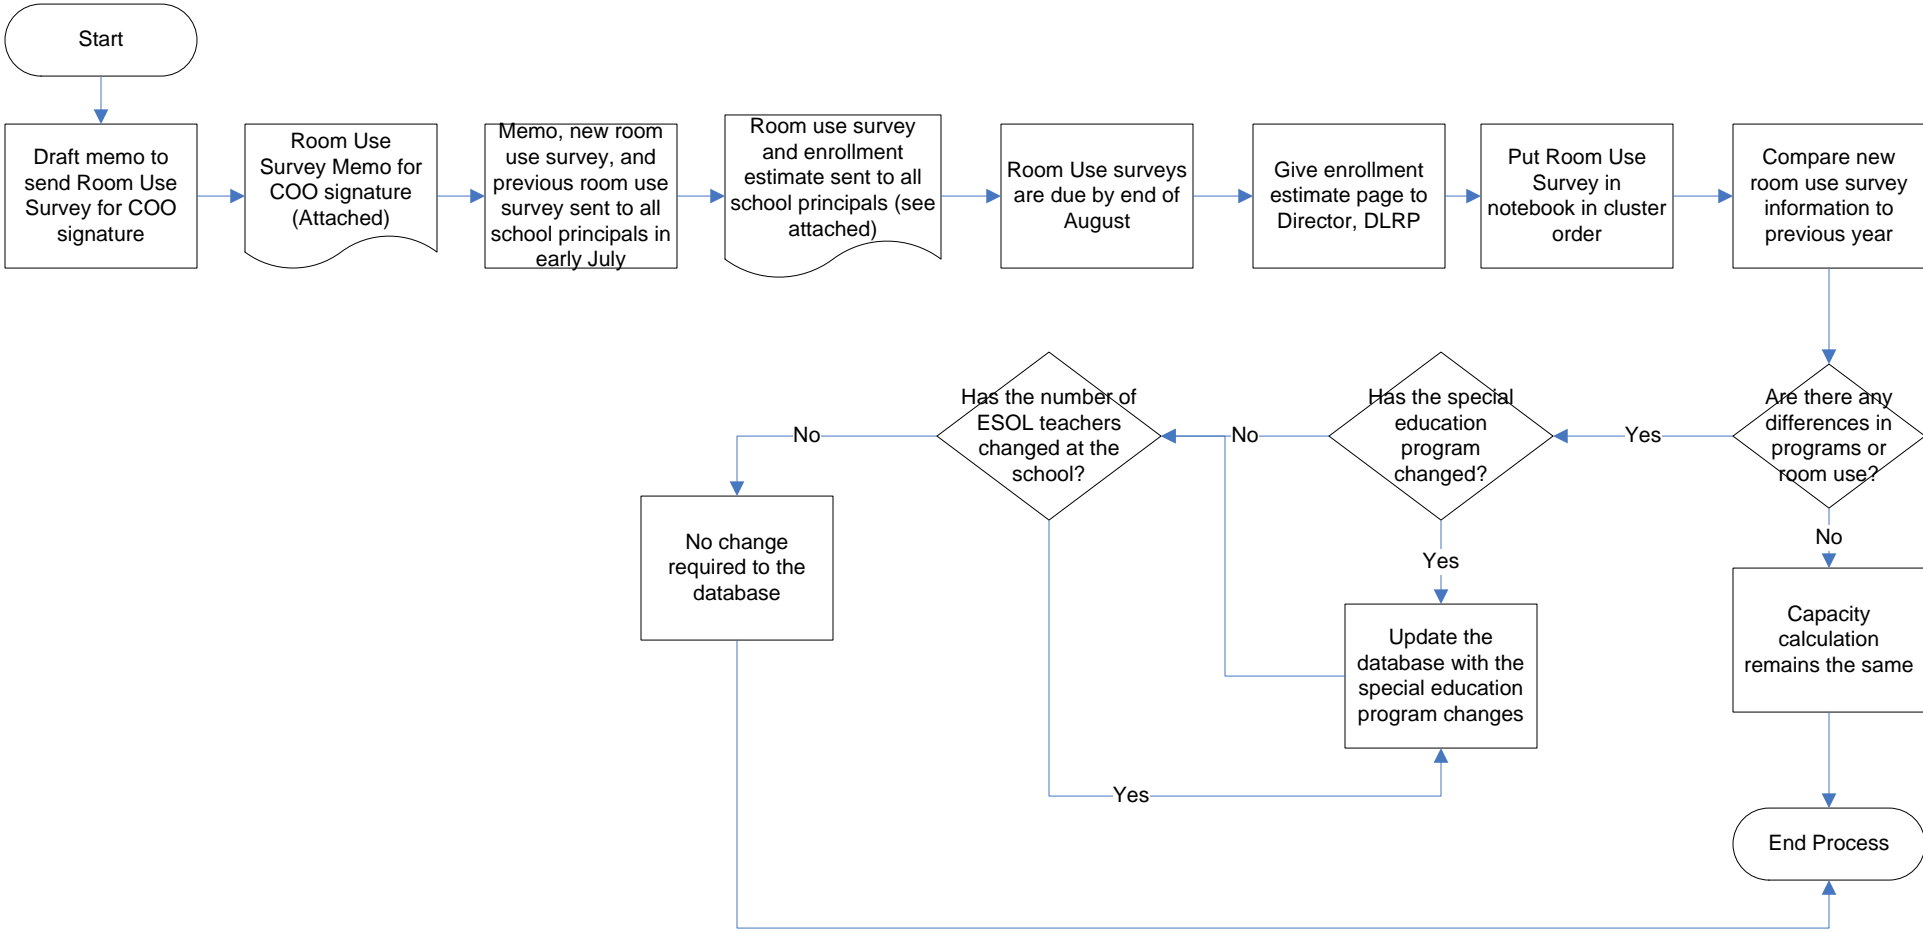 Start
Draft memo to
send Room Use
Survey for COO
signature
Room Use
Survey Memo for
COO signature
(Attached)
Memo, new room
use survey, and
previous room use
survey sent to all
school principals in
early July
Room use survey
and enrollment
estimate sent to all
school principals (see
attached)
Room Use surveys
are due by end of
August
Give enrollment
estimate page to
Director, DLRP
Put Room Use
Survey in
notebook in cluster
order
Compare new
room use survey
information to
previous year
Are there any
differences in
programs or
room use?
Yes
No
Has the special
education
program
changed?
No
Yes
Has the number of
ESOL teachers
changed at the
school?
No
Yes
No change
required to the
database
Update the
database with the
special education
program changes
Capacity
calculation
remains the same
End Process